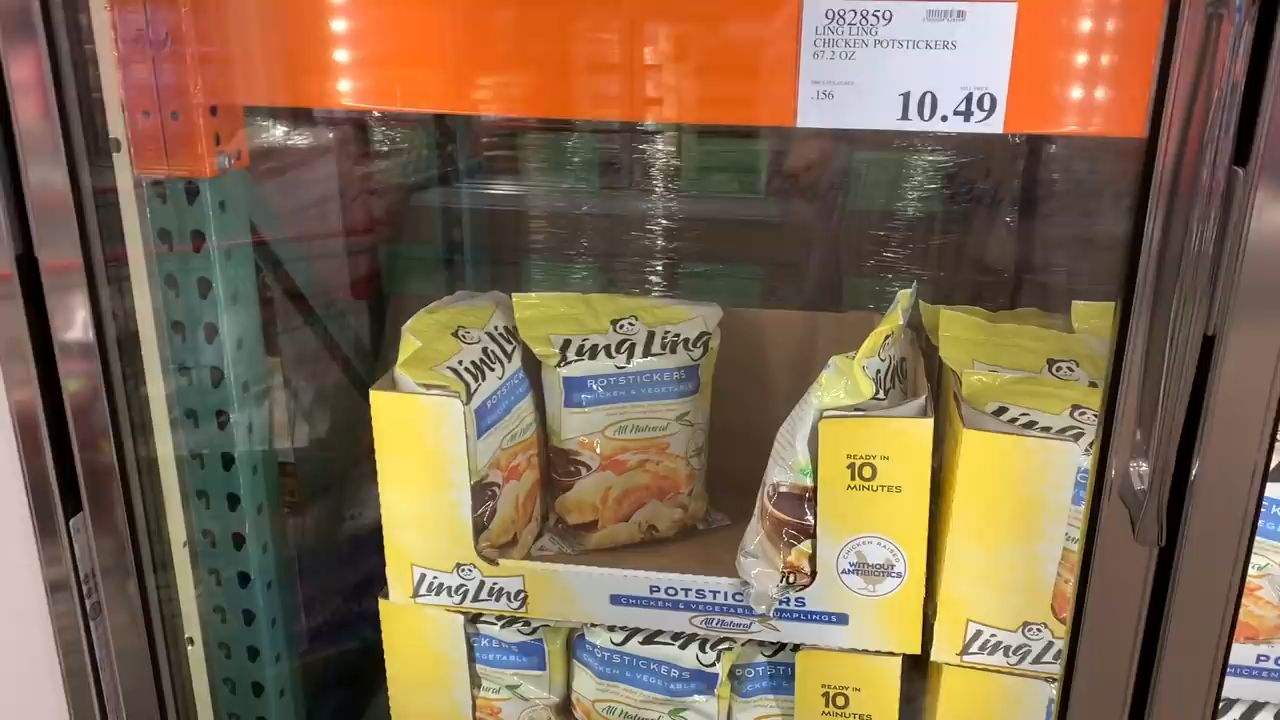 982859
LING LING
CHICKEN POTSTICKERS
67.2 OZ
.156
10.49
Ling Ling
POTSTICKERS
CHICKEN & VEGETABLE
All Natural
READY IN
10
MINUTES
CHICKEN RAISED
WITHOUT
ANTIBIOTICS
Ling Ling
POTSTICKERS
CHICKEN & VEGETABLE DUMPLINGS
All Natural
Ling Ling
POTSTICKERS
CHICKEN & VEGETABLE
All Natural
READY IN
10
MINUTES